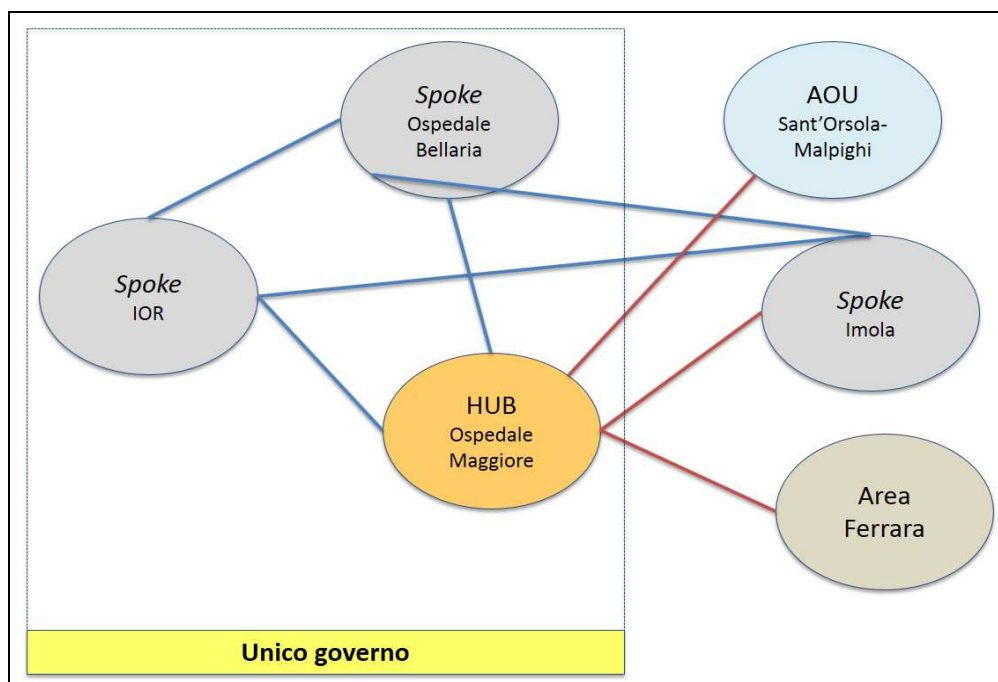 Spoke
Ospedale
Bellaria
AOU
Sant'Orsola-
Malpighi
Spoke
IOR
Spoke
Imola
HUB
Ospedale
Maggiore
Area
Ferrara
Unico governo